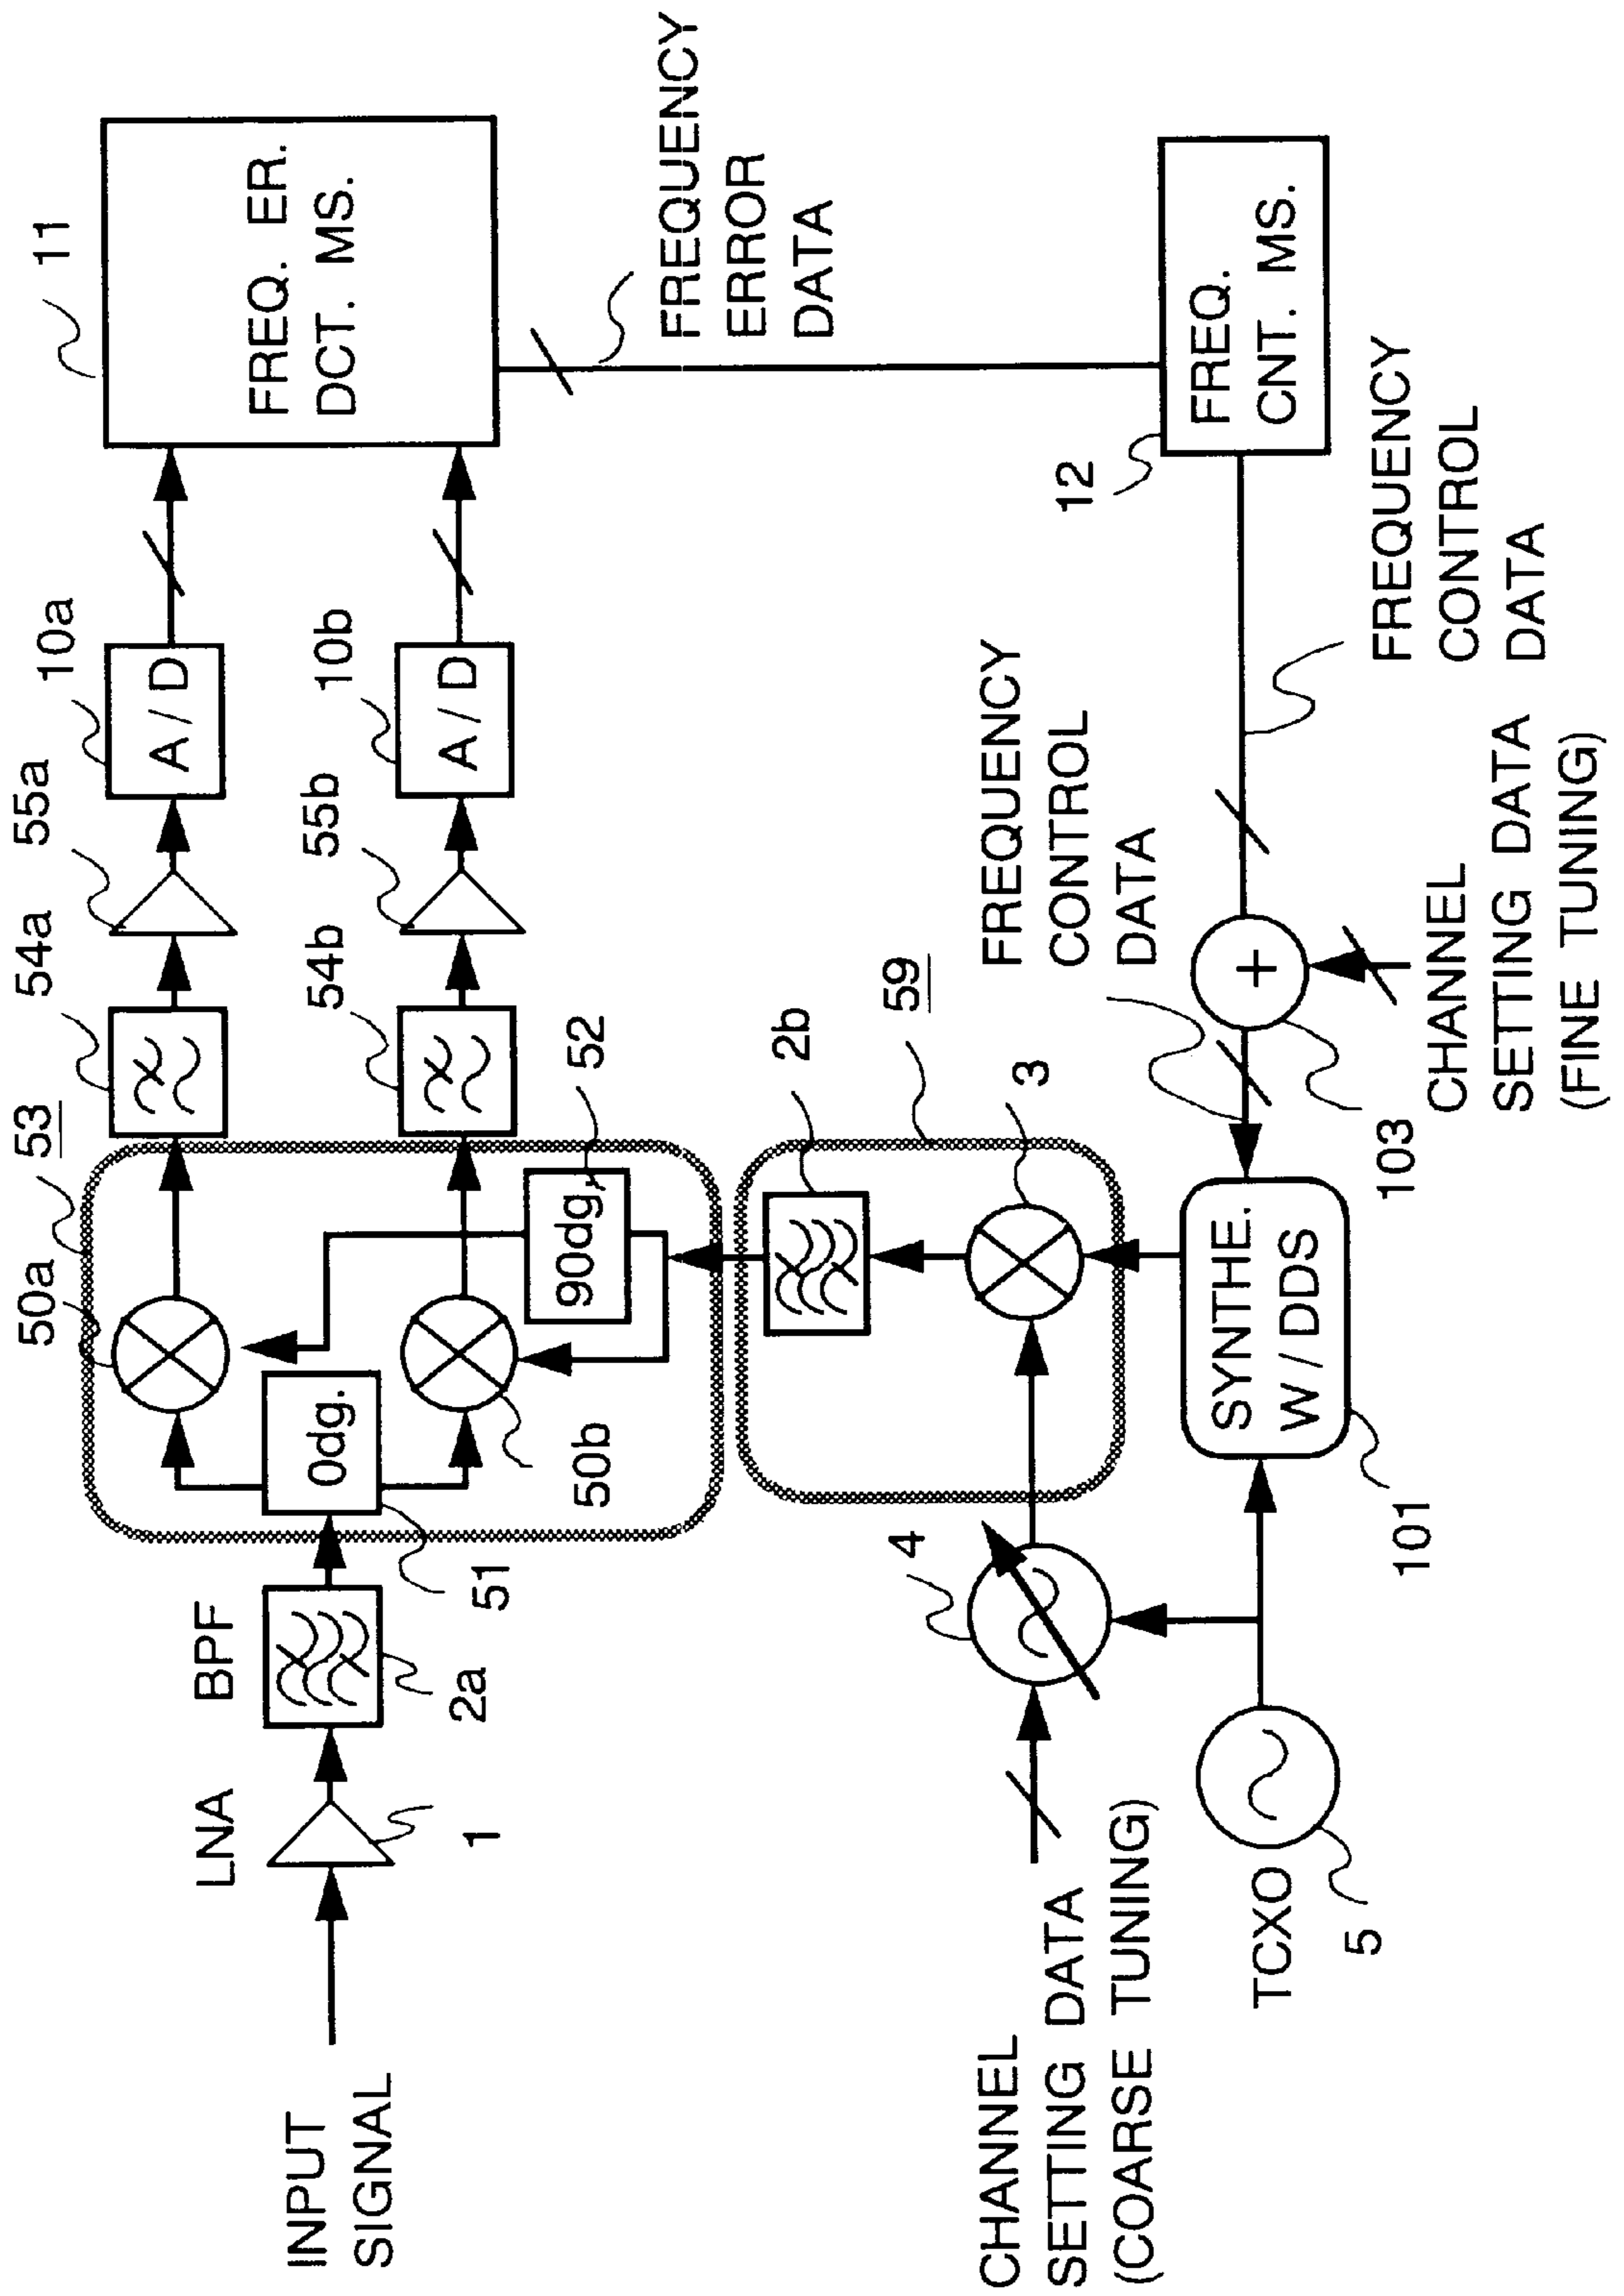 11
FREQ. ER.
DCT. MS.
10a
A / D
55a
54a
53
50a
10b
A / D
55b
54b
52
90dg.
0dg.
50b
51
BPF
2a
LNA
1
INPUT
SIGNAL
FREQUENCY
ERROR
DATA
12
FREQ.
CNT. MS.
FREQUENCY
CONTROL
DATA
FREQUENCY
CONTROL
DATA
59
2b
3
4
+
103
CHANNEL
SETTING DATA
(FINE TUNING)
SYNTHE.
W / DDS
101
CHANNEL
SETTING DATA
(COARSE TUNING)
TCXO
5